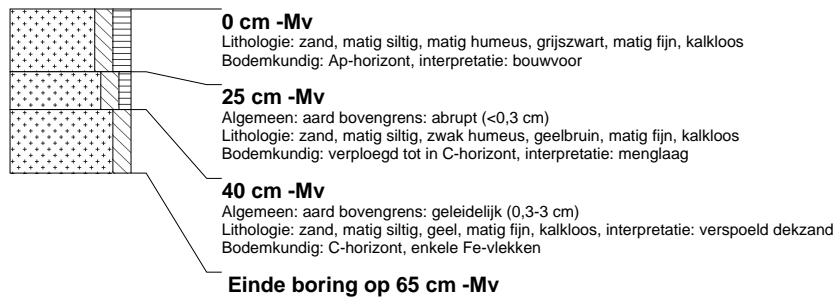 0 cm -Mv
Lithologie: zand, matig siltig, matig humeus, grijszwart, matig fijn, kalkloos
Bodemkundig: Ap-horizont, interpretatie: bouwvoor
25 cm -Mv
Algemeen: aard bovengrens: abrupt (<0,3 cm)
Lithologie: zand, matig siltig, zwak humeus, geelbruin, matig fijn, kalkloos
Bodemkundig: verploegd tot in C-horizont, interpretatie: menglaag
40 cm -Mv
Algemeen: aard bovengrens: geleidelijk (0,3-3 cm)
Lithologie: zand, matig siltig, geel, matig fijn, kalkloos, interpretatie: verspoeld dekzand
Bodemkundig: C-horizont, enkele Fe-vlekken
Einde boring op 65 cm -Mv